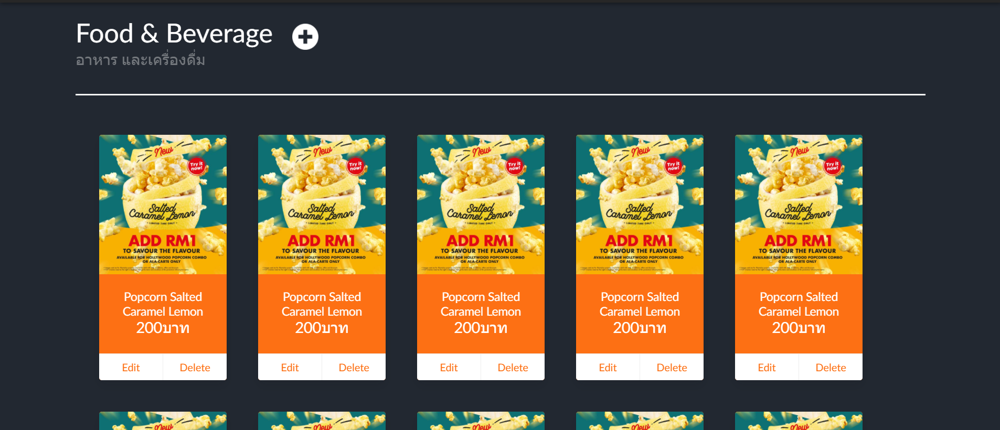 Food & Beverage
อาหาร และเครื่องดื่ม
New
Try it
now!
Salted
Caramel Lemon
* LIMITED TIME ONLY *
ADD RM1
TO SAVOUR THE FLAVOUR
AVAILABLE FOR HOLLYWOOD POPCORN COMBO
OR ALA-CARTE ONLY
Popcorn Salted
Caramel Lemon
200บาท
Edit Delete
New
Try it
now!
Salted
Caramel Lemon
* LIMITED TIME ONLY *
ADD RM1
TO SAVOUR THE FLAVOUR
AVAILABLE FOR HOLLYWOOD POPCORN COMBO
OR ALA-CARTE ONLY
Popcorn Salted
Caramel Lemon
200บาท
Edit Delete
New
Try it
now!
Salted
Caramel Lemon
* LIMITED TIME ONLY *
ADD RM1
TO SAVOUR THE FLAVOUR
AVAILABLE FOR HOLLYWOOD POPCORN COMBO
OR ALA-CARTE ONLY
Popcorn Salted
Caramel Lemon
200บาท
Edit Delete
New
Try it
now!
Salted
Caramel Lemon
* LIMITED TIME ONLY *
ADD RM1
TO SAVOUR THE FLAVOUR
AVAILABLE FOR HOLLYWOOD POPCORN COMBO
OR ALA-CARTE ONLY
Popcorn Salted
Caramel Lemon
200บาท
Edit Delete
New
Try it
now!
Salted
Caramel Lemon
* LIMITED TIME ONLY *
ADD RM1
TO SAVOUR THE FLAVOUR
AVAILABLE FOR HOLLYWOOD POPCORN COMBO
OR ALA-CARTE ONLY
Popcorn Salted
Caramel Lemon
200บาท
Edit Delete
New
New
New
New
New